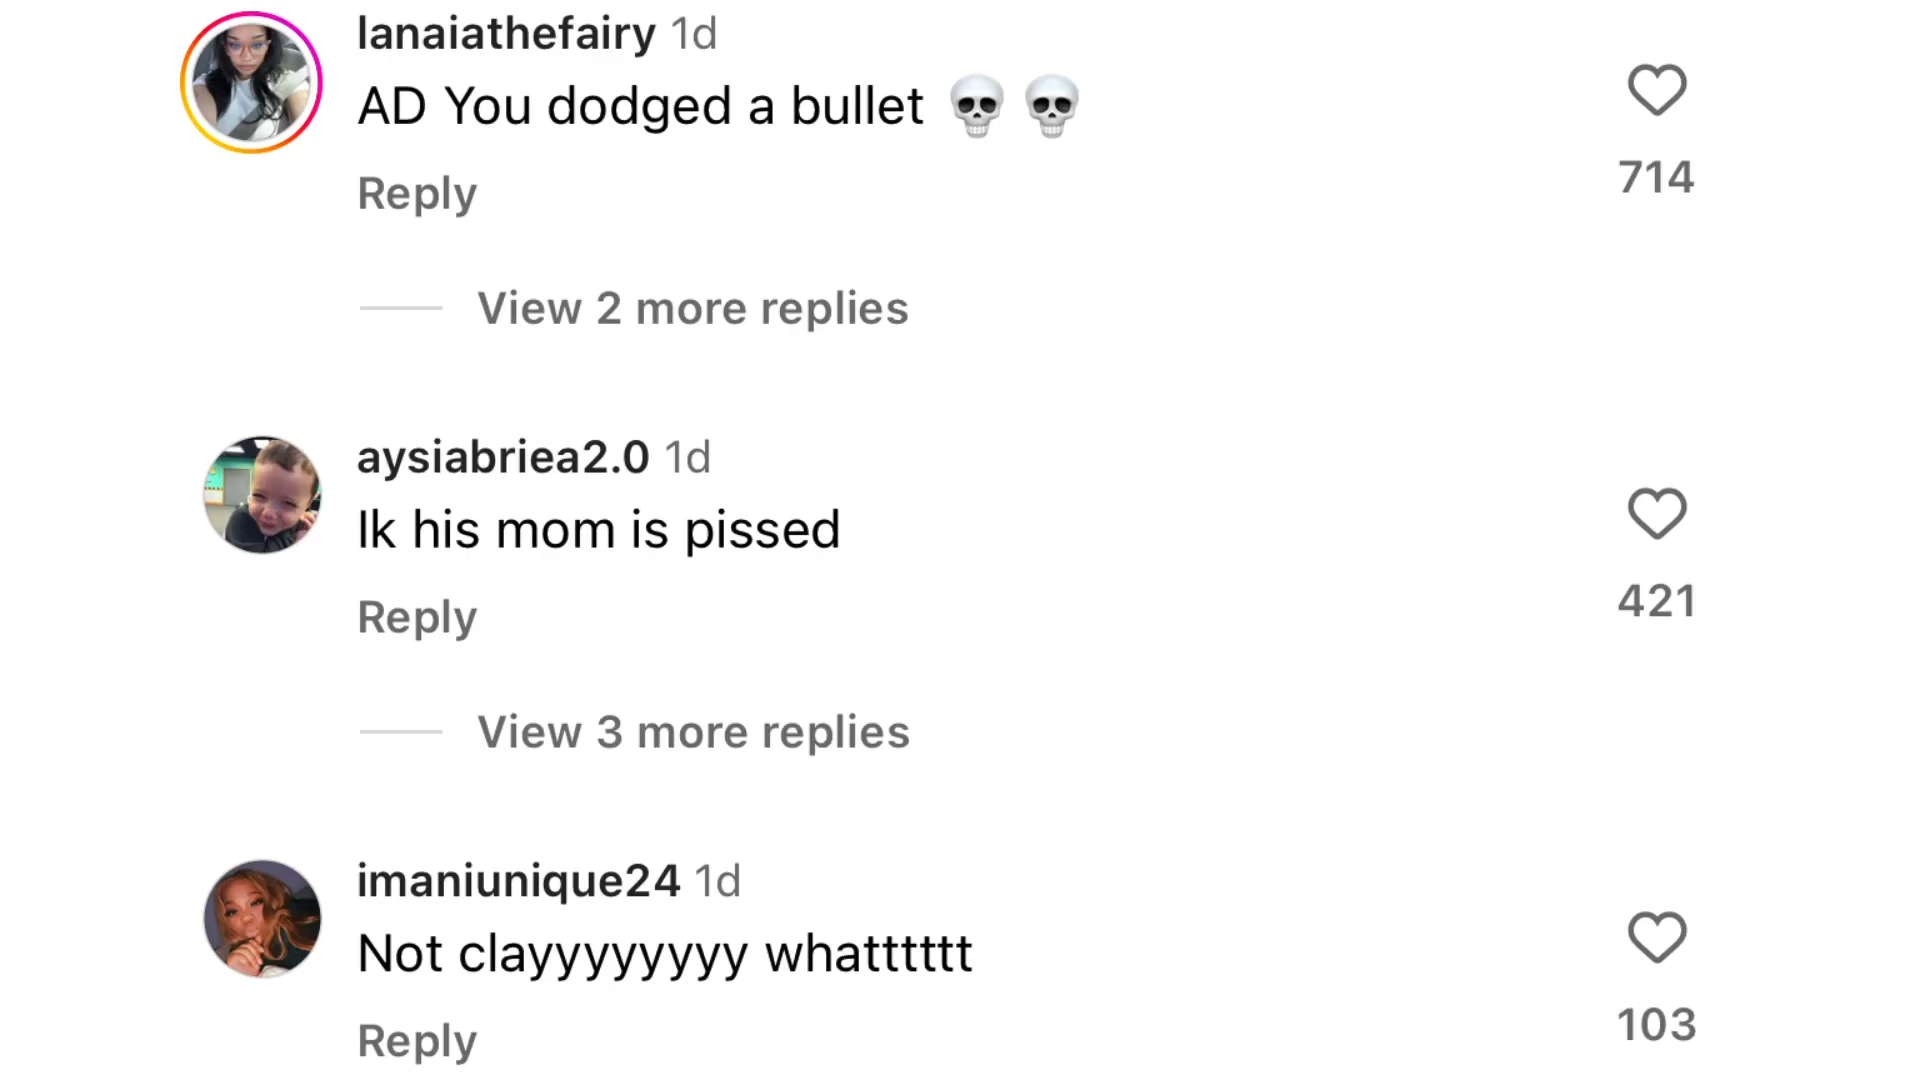 lanaiathefairy 1d
AD You dodged a bullet 💀💀
714
Reply
View 2 more replies
aysiabriea2.0 1d
Ik his mom is pissed
421
Reply
View 3 more replies
imaniunique24 1d
Not clayyyyyyyy whatttttt
103
Reply